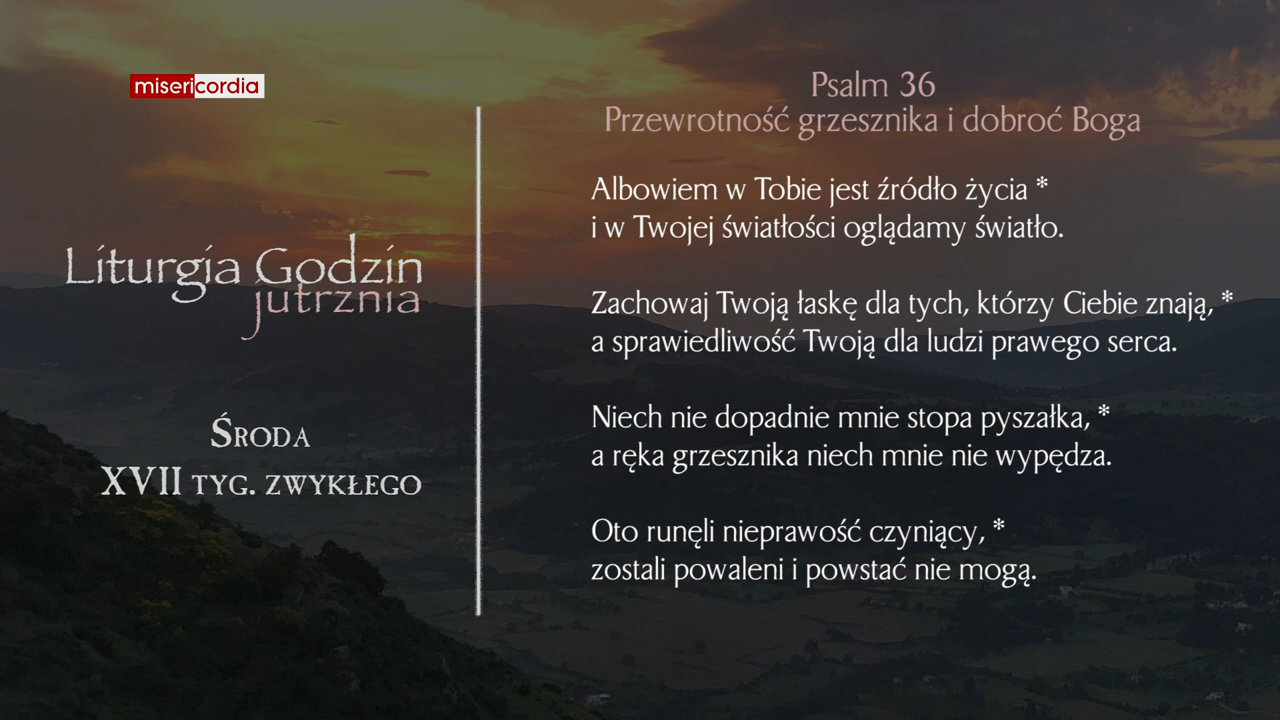 misericordia
Liturgia Godzin
jutrznia
Środa
XVII tyg. zwykłego
Psalm 36
Przewrotność grzesznika i dobroć Boga
Albowiem w Tobie jest źródło życia *
i w Twojej światłości oglądamy światło.
Zachowaj Twoją łaskę dla tych, którzy Ciebie znają, *
a sprawiedliwość Twoją dla ludzi prawego serca.
Niech nie dopadnie mnie stopa pyszałka, *
a ręka grzesznika niech mnie nie wypędza.
Oto runęli nieprawość czyniący, *
zostali powaleni i powstać nie mogą.